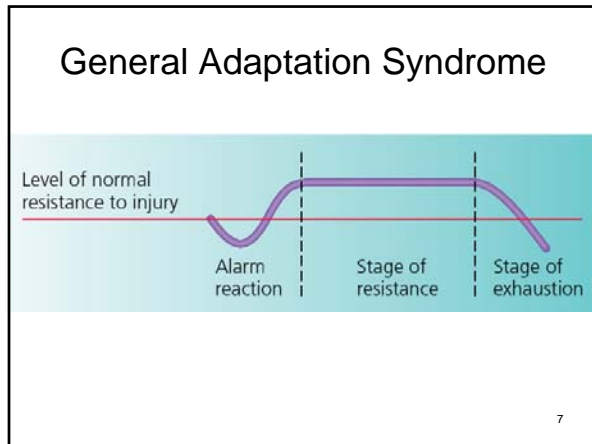 General Adaptation Syndrome
Level of normal
resistance to injury
Alarm
reaction
Stage of
resistance
Stage of
exhaustion
7